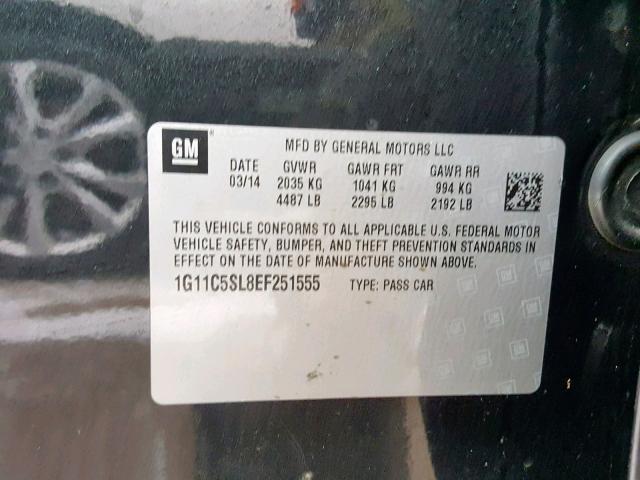 GM
MFD BY GENERAL MOTORS LLC
DATE GVWR GAWR FRT GAWR RR
03/14 2035 KG 1041 KG 994 KG
4487 LB 2295 LB 2192 LB
THIS VEHICLE CONFORMS TO ALL APPLICABLE U.S. FEDERAL MOTOR
VEHICLE SAFETY, BUMPER, AND THEFT PREVENTION STANDARDS IN
EFFECT ON THE DATE OF MANUFACTURE SHOWN ABOVE.
1G11C5SL8EF251555 TYPE: PASS CAR